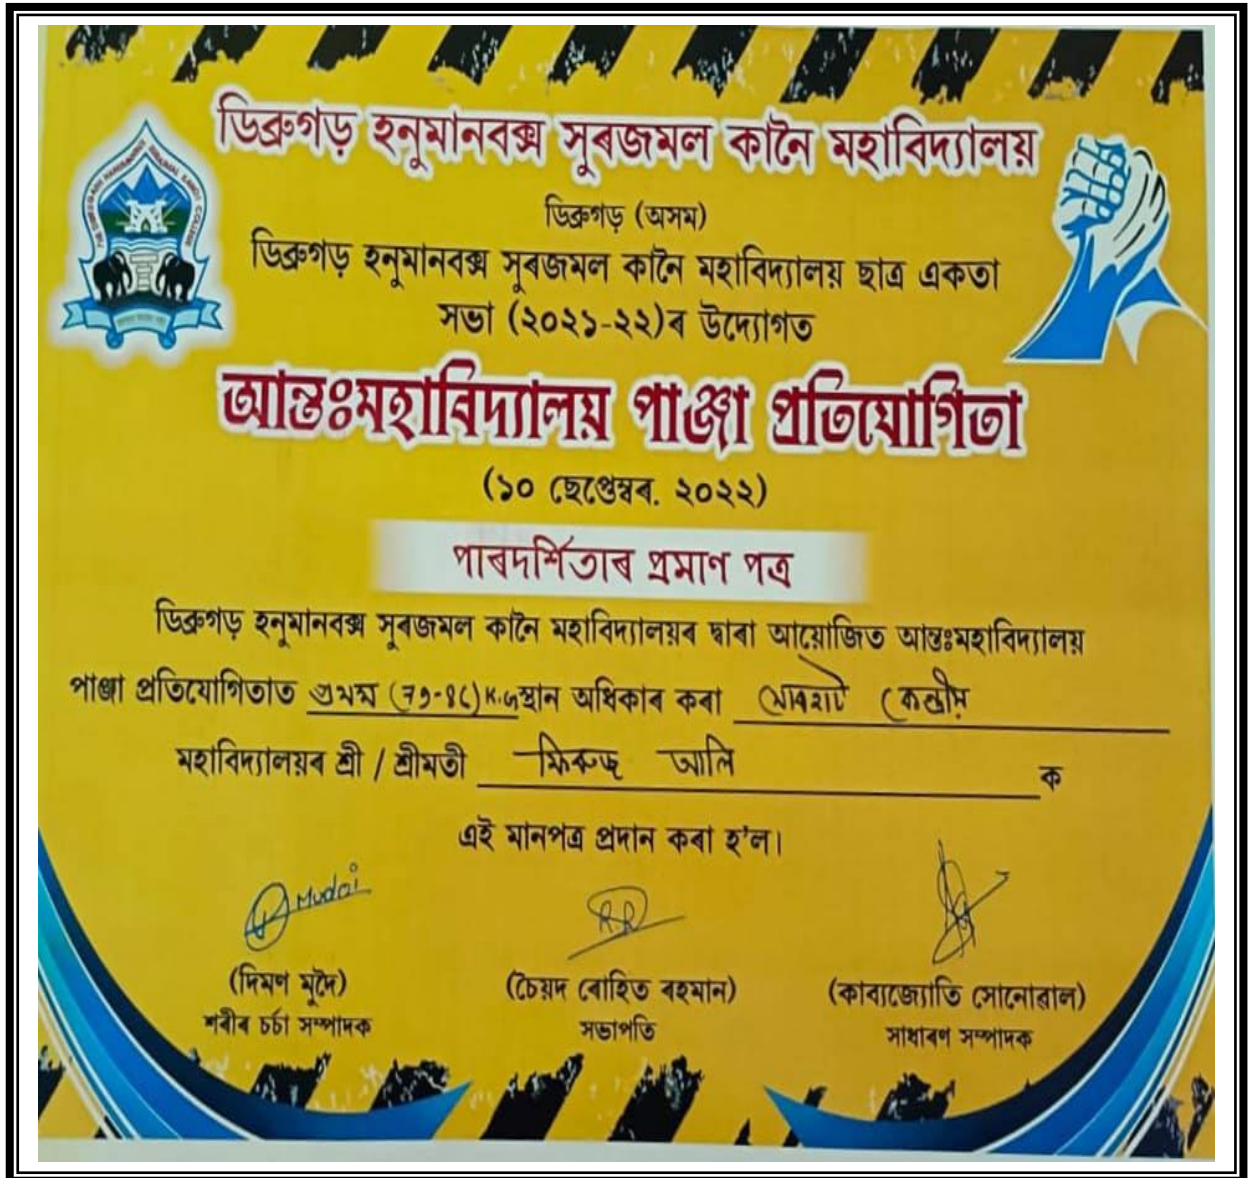 ডিব্ৰুগড় হনুমানবক্স সুৰজমল কানৈ মহাবিদ্যালয়
ডিব্ৰুগড় (অসম)
ডিব্ৰুগড় হনুমানবক্স সুৰজমল কানৈ মহাবিদ্যালয় ছাত্ৰ একতা
সভা (২০২১-২২)ৰ উদ্যোগত
আন্তঃমহাবিদ্যালয় পাঞ্জা প্ৰতিযোগিতা
(১০ ছেপ্তেম্বৰ. ২০২২)
পাৰদৰ্শিতাৰ প্ৰমাণ পত্ৰ
ডিব্ৰুগড় হনুমানবক্স সুৰজমল কানৈ মহাবিদ্যালয়ৰ দ্বাৰা আয়োজিত আন্তঃমহাবিদ্যালয়
পাঞ্জা প্ৰতিযোগিতাত প্ৰথম K.G স্থান অধিকাৰ কৰা যোৰহাট কেন্দ্ৰীয়
মহাবিদ্যালয়ৰ শ্ৰী / শ্ৰীমতী ফিৰুজ আলি ক
এই মানপত্ৰ প্ৰদান কৰা হ'ল।
Mudoi
R.R
(দিমণ মুদৈ) (চৈয়দ ৰোহিত ৰহমান) (কাব্যজ্যোতি সোনোৱাল)
শৰীৰ চৰ্চা সম্পাদক সভাপতি সাধাৰণ সম্পাদক